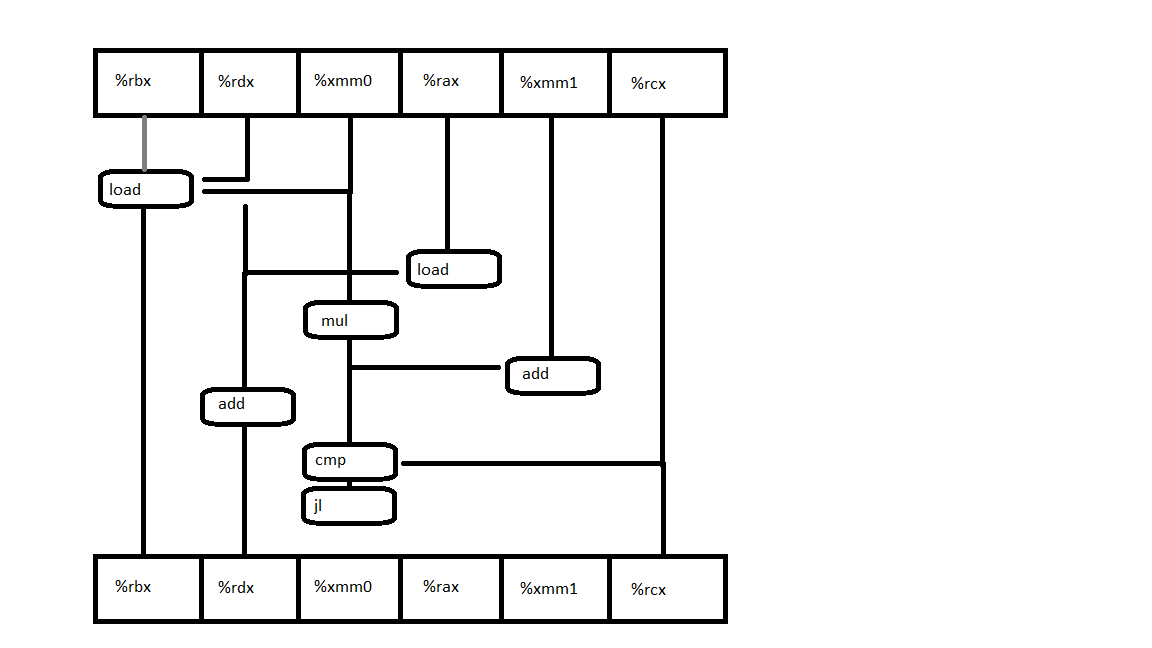 %rbx %rdx %xmm0 %rax %xmm1 %rcx
load
load
mul
add
add
cmp
jl
%rbx %rdx %xmm0 %rax %xmm1 %rcx